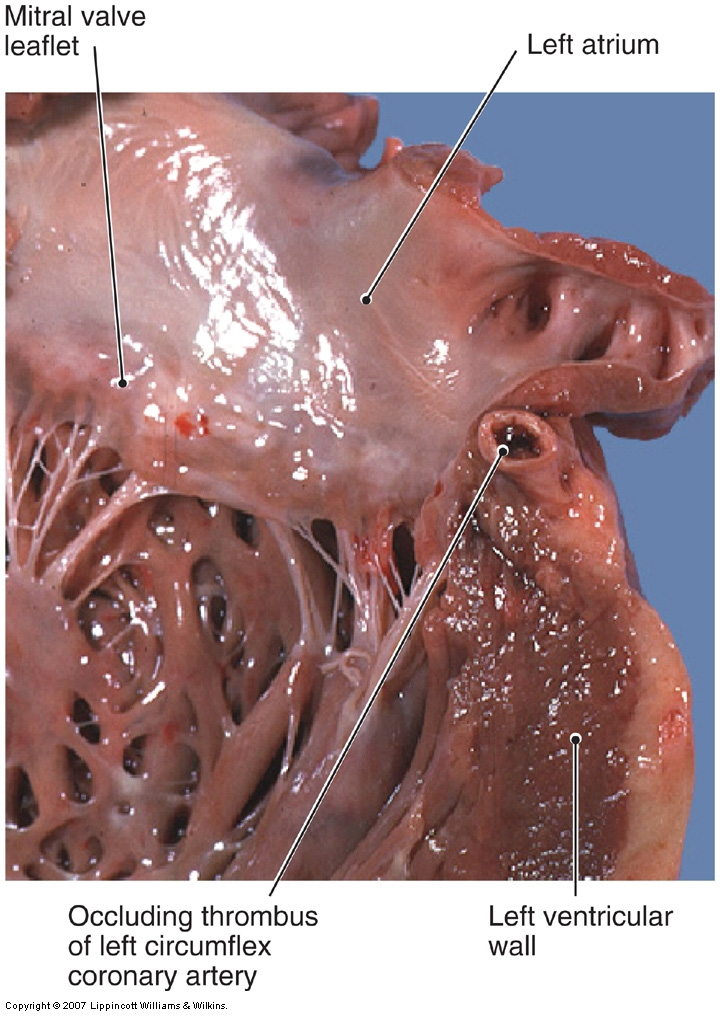 Mitral valve
leaflet
Left atrium
Occluding thrombus
of left circumflex
coronary artery
Left ventricular
wall
Copyright © 2007 Lippincott Williams & Wilkins.